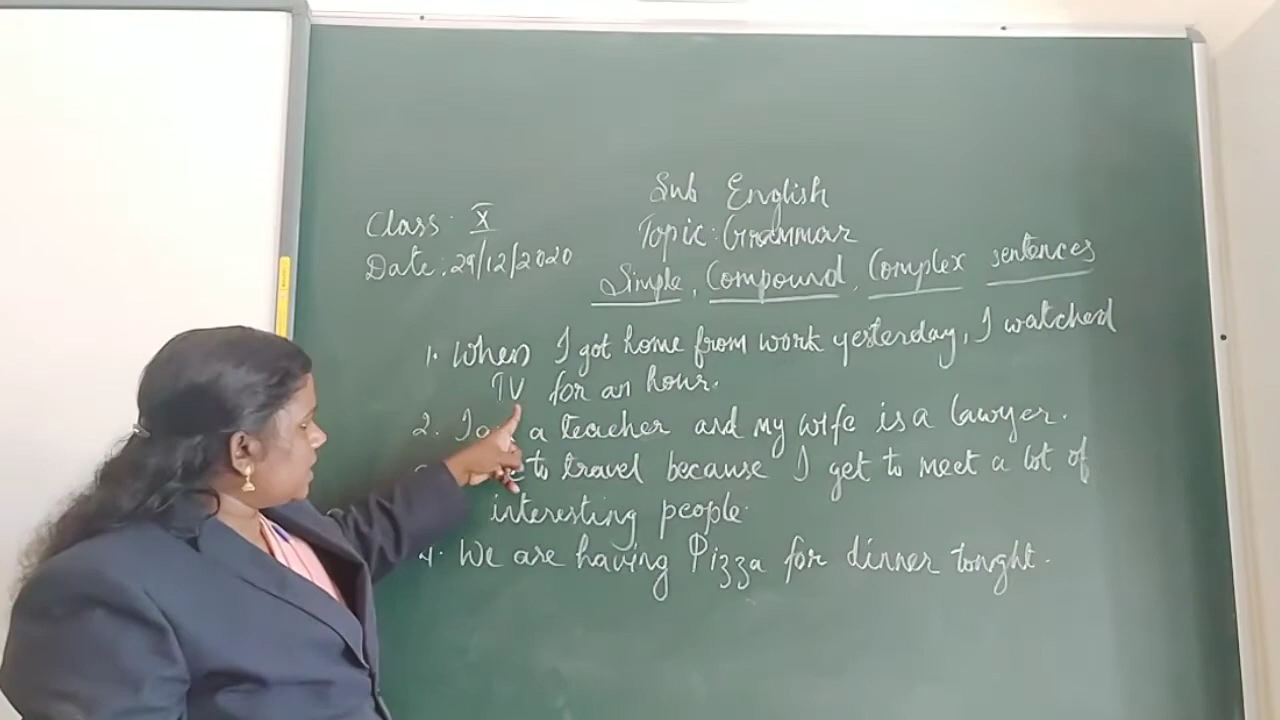 Sub English
Class: X
Topic: Grammar
Date: 29/12/2020
Simple, Compound, Complex sentences
1. When I got home from work yesterday, I watched
TV for an hour.
2. I a teacher and my wife is a lawyer.
to travel because I get to meet a lot of
interesting people.
4. We are having Pizza for dinner tonight.